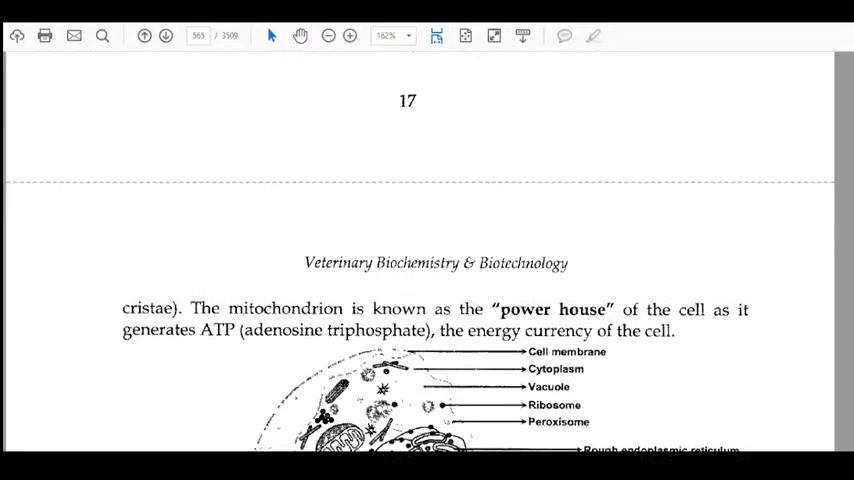 565 / 3509
162%
17
Veterinary Biochemistry & Biotechnology
cristae). The mitochondrion is known as the "power house" of the cell as it
generates ATP (adenosine triphosphate), the energy currency of the cell.
Cell membrane
Cytoplasm
Vacuole
Ribosome
Peroxisome
Rough endoplasmic reticulum